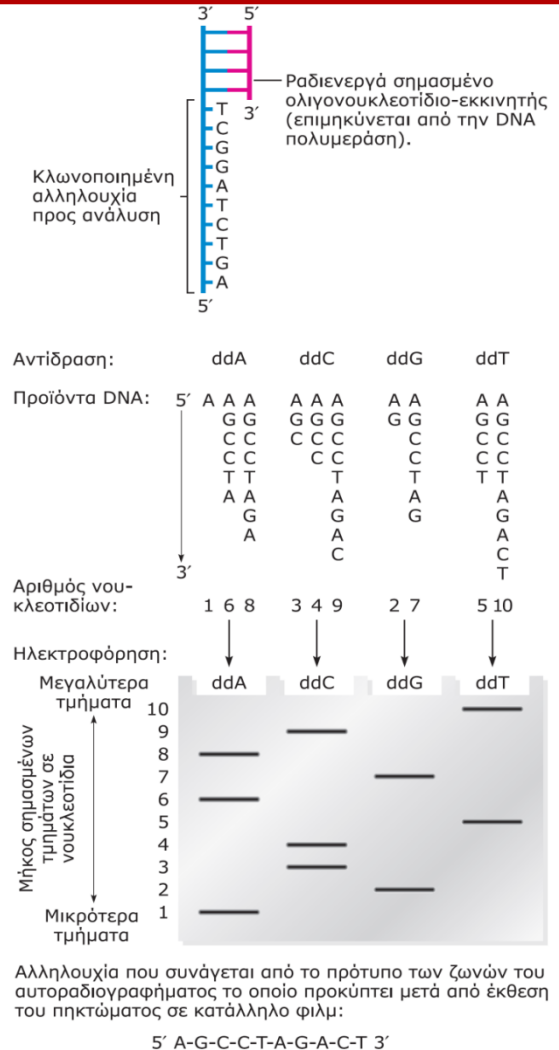 3′ 5′
Ραδιενεργά σημασμένο
ολιγονουκλεοτίδιο-εκκινητής
(επιμηκύνεται από την DNA
πολυμεράση).
3′
T
C
G
G
A
T
C
T
G
A
5′
Κλωνοποιημένη
αλληλουχία
προς ανάλυση
Αντίδραση: ddA ddC ddG ddT
Προϊόντα DNA: 5′ A A A A A A A A A A
G G G G G G G G G
C C C C C C C C
C C C C C C C
T T T T T T
A A A A A
G G G G
A A A
C C
T
3′
Αριθμός νου-
κλεοτιδίων: 1 6 8 3 4 9 2 7 5 10
Ηλεκτροφόρηση:
Μεγαλύτερα
τμήματα
ddA ddC ddG ddT
10
9
8
7
6
5
4
3
2
1
Μήκος σημασμένων
τμημάτων σε
νουκλεοτίδια
Μικρότερα
τμήματα
Αλληλουχία που συνάγεται από το πρότυπο των ζωνών του
αυτοραδιογραφήματος το οποίο προκύπτει μετά από έκθεση
του πηκτώματος σε κατάλληλο φιλμ:
5′ A-G-C-C-T-A-G-A-C-T 3′